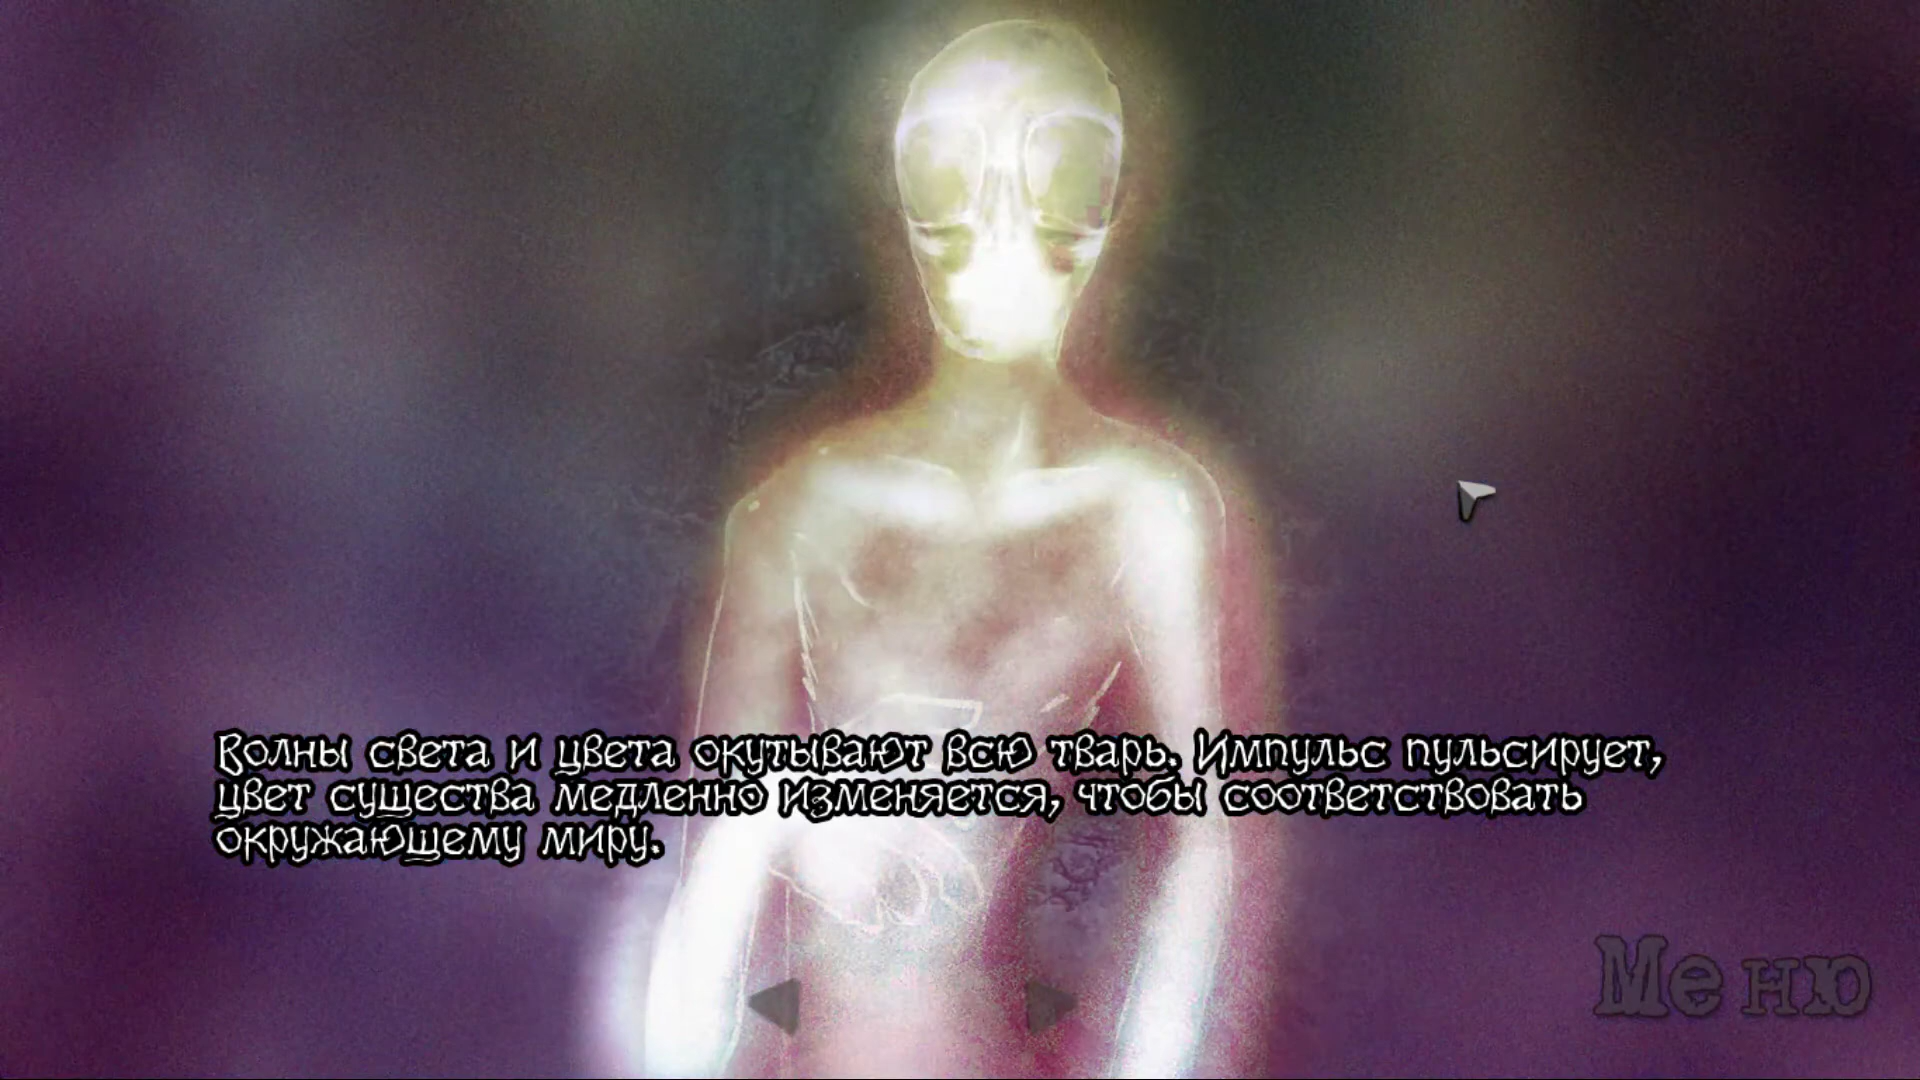 Волны света и цвета окутывают всю тварь. Импульс пульсирует,
цвет существа медленно изменяется, чтобы соответствовать
окружающему миру.
Меню